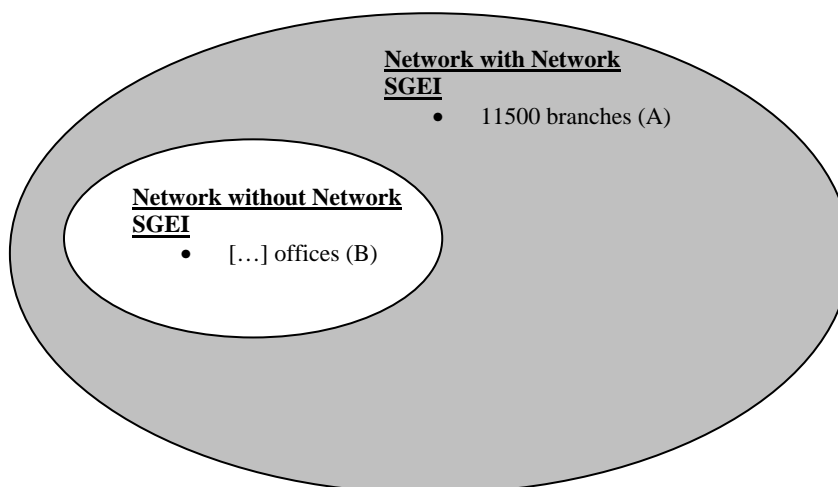 Network with Network
SGEI
• 11500 branches (A)
Network without Network
SGEI
• […] offices (B)